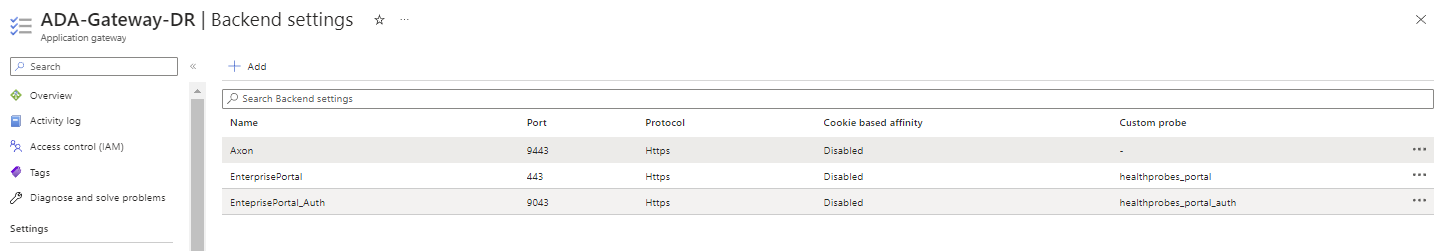 ADA-Gateway-DR | Backend settings
Application gateway
Search
Add
Overview
Search Backend settings
Activity log
Name Port Protocol Cookie based affinity Custom probe
Access control (IAM)
Axon 9443 Https Disabled -
Tags
EnterprisePortal 443 Https Disabled healthprobes_portal
Diagnose and solve problems
EnteprisePortal_Auth 9043 Https Disabled healthprobes_portal_auth
Settings